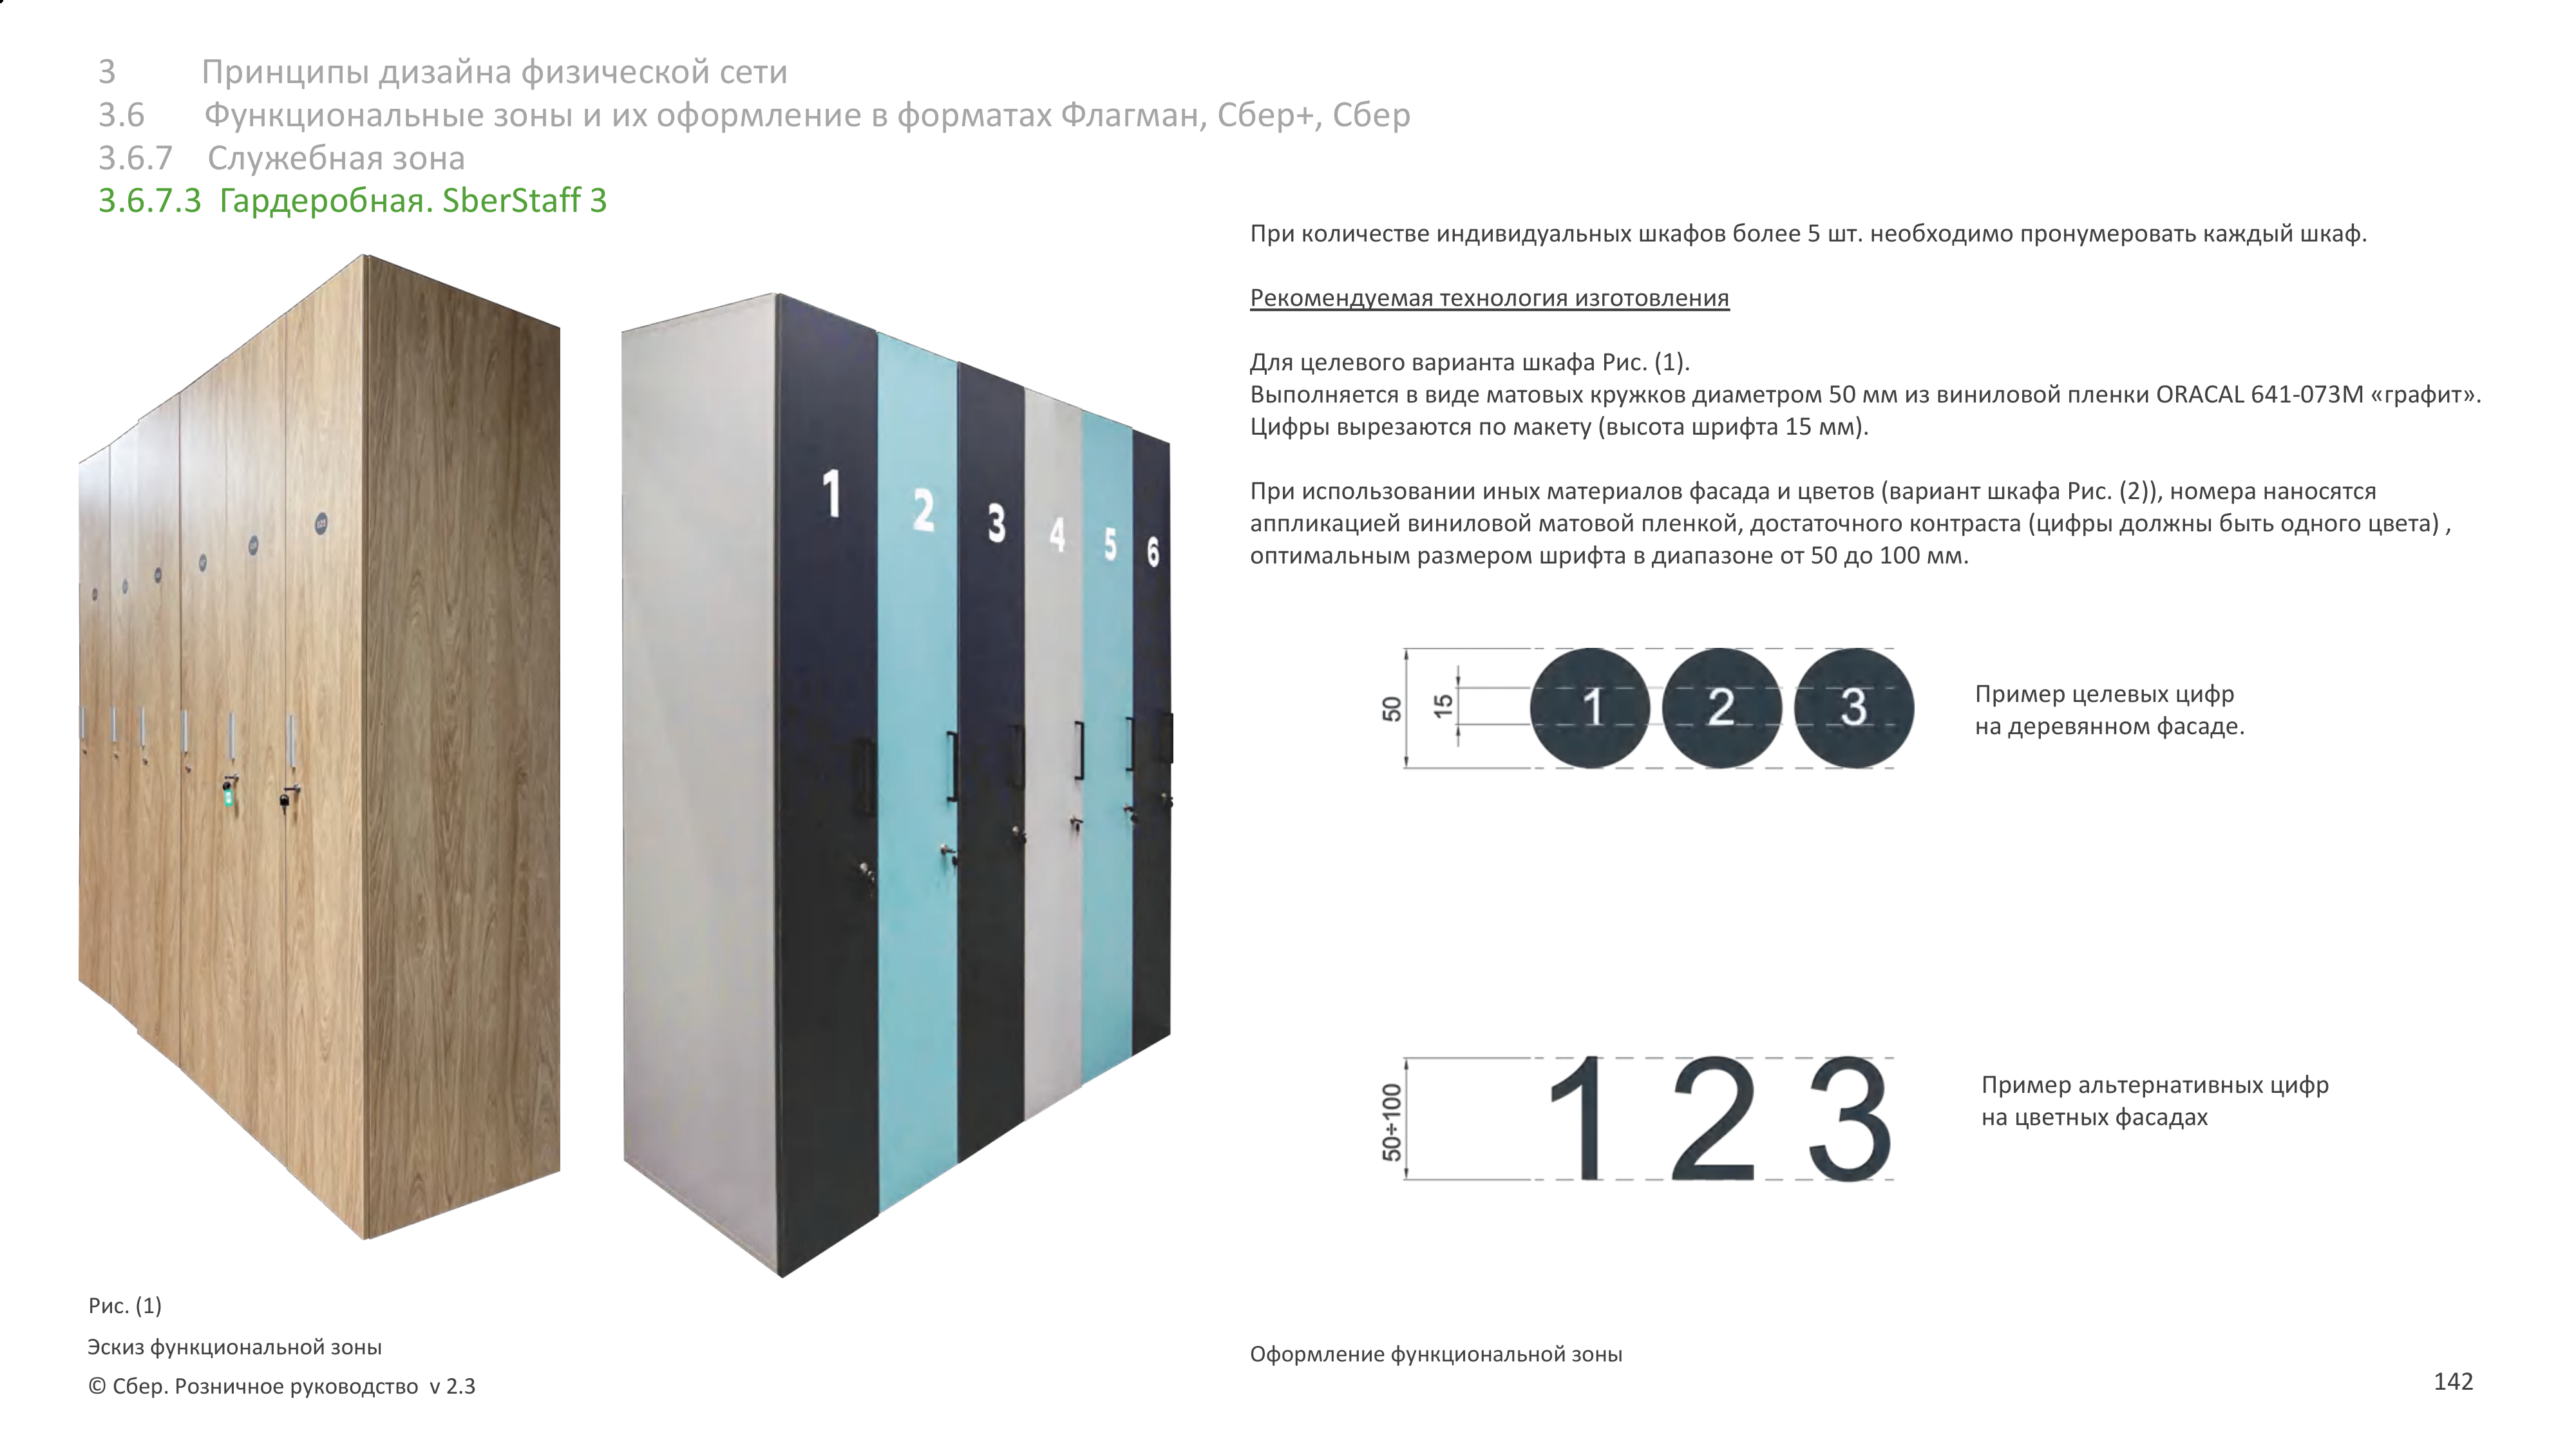 3 Принципы дизайна физической сети
3.6 Функциональные зоны и их оформление в форматах Флагман, Сбер+, Сбер
3.6.7 Служебная зона
3.6.7.3 Гардеробная. SberStaff 3
При количестве индивидуальных шкафов более 5 шт. необходимо пронумеровать каждый шкаф.
Рекомендуемая технология изготовления
Для целевого варианта шкафа Рис. (1).
Выполняется в виде матовых кружков диаметром 50 мм из виниловой пленки ORACAL 641-073M «графит».
Цифры вырезаются по макету (высота шрифта 15 мм).
При использовании иных материалов фасада и цветов (вариант шкафа Рис. (2)), номера наносятся
аппликацией виниловой матовой пленкой, достаточного контраста (цифры должны быть одного цвета) ,
оптимальным размером шрифта в диапазоне от 50 до 100 мм.
1 2 3 4 5 6
50 15 1 2 3
Пример целевых цифр
на деревянном фасаде.
50÷100 1 2 3
Пример альтернативных цифр
на цветных фасадах
Рис. (1)
Эскиз функциональной зоны
Оформление функциональной зоны
© Сбер. Розничное руководство v 2.3
142